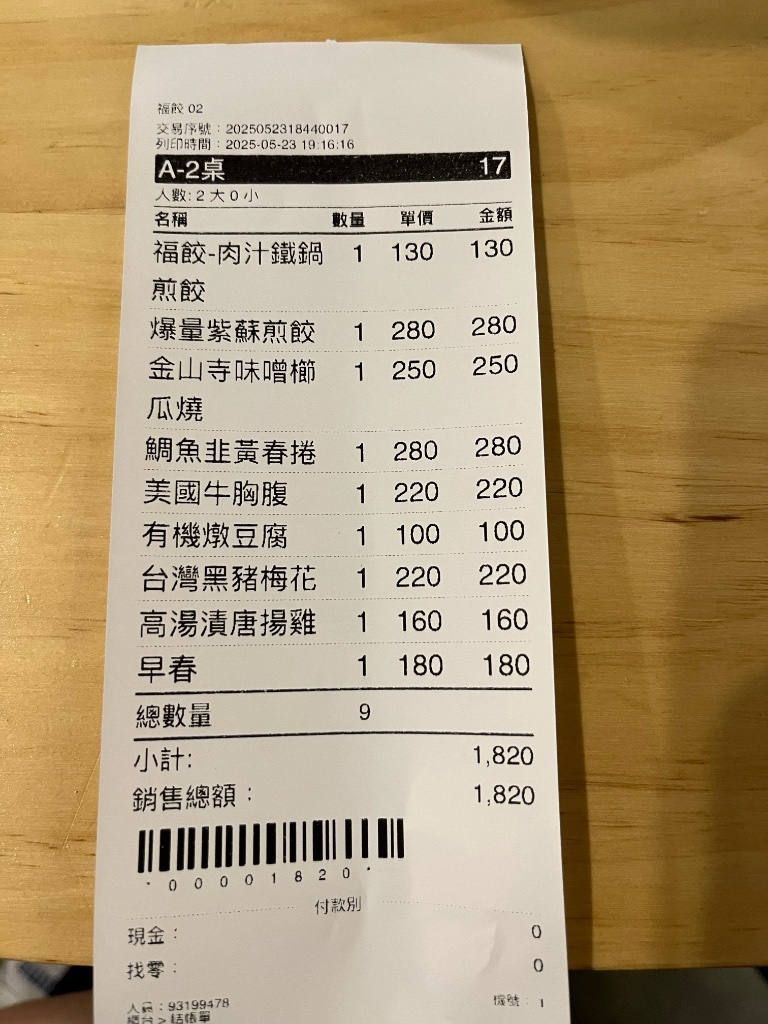 福餃 02
交易序號：2025052318440017
列印時間：2025-05-23 19:16:16
A-2桌 17
人數: 2 大 0 小
名稱 數量 單價 金額
福餃-肉汁鐵鍋 1 130 130
煎餃
爆量紫蘇煎餃 1 280 280
金山寺味噌櫛 1 250 250
瓜燒
鯛魚韭黃春捲 1 280 280
美國牛胸腹 1 220 220
有機燉豆腐 1 100 100
台灣黑豬梅花 1 220 220
高湯漬唐揚雞 1 160 160
早春 1 180 180
總數量 9
小計: 1,820
銷售總額： 1,820
*00001820*
付款別
現金： 0
找零： 0
人員：93199478 機號：1
櫃台 > 結帳單